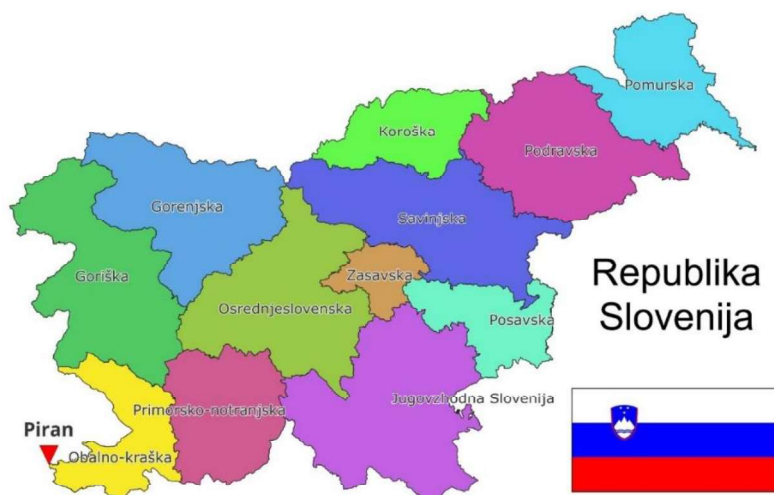 Pomurska
Koroška
Podravska
Gorenjska
Savinjska
Goriška
Zasavska
Republika
Slovenija
Osrednjeslovenska
Posavska
Jugovzhodna Slovenija
Primorsko-notranjska
Piran
Obalno-kraška